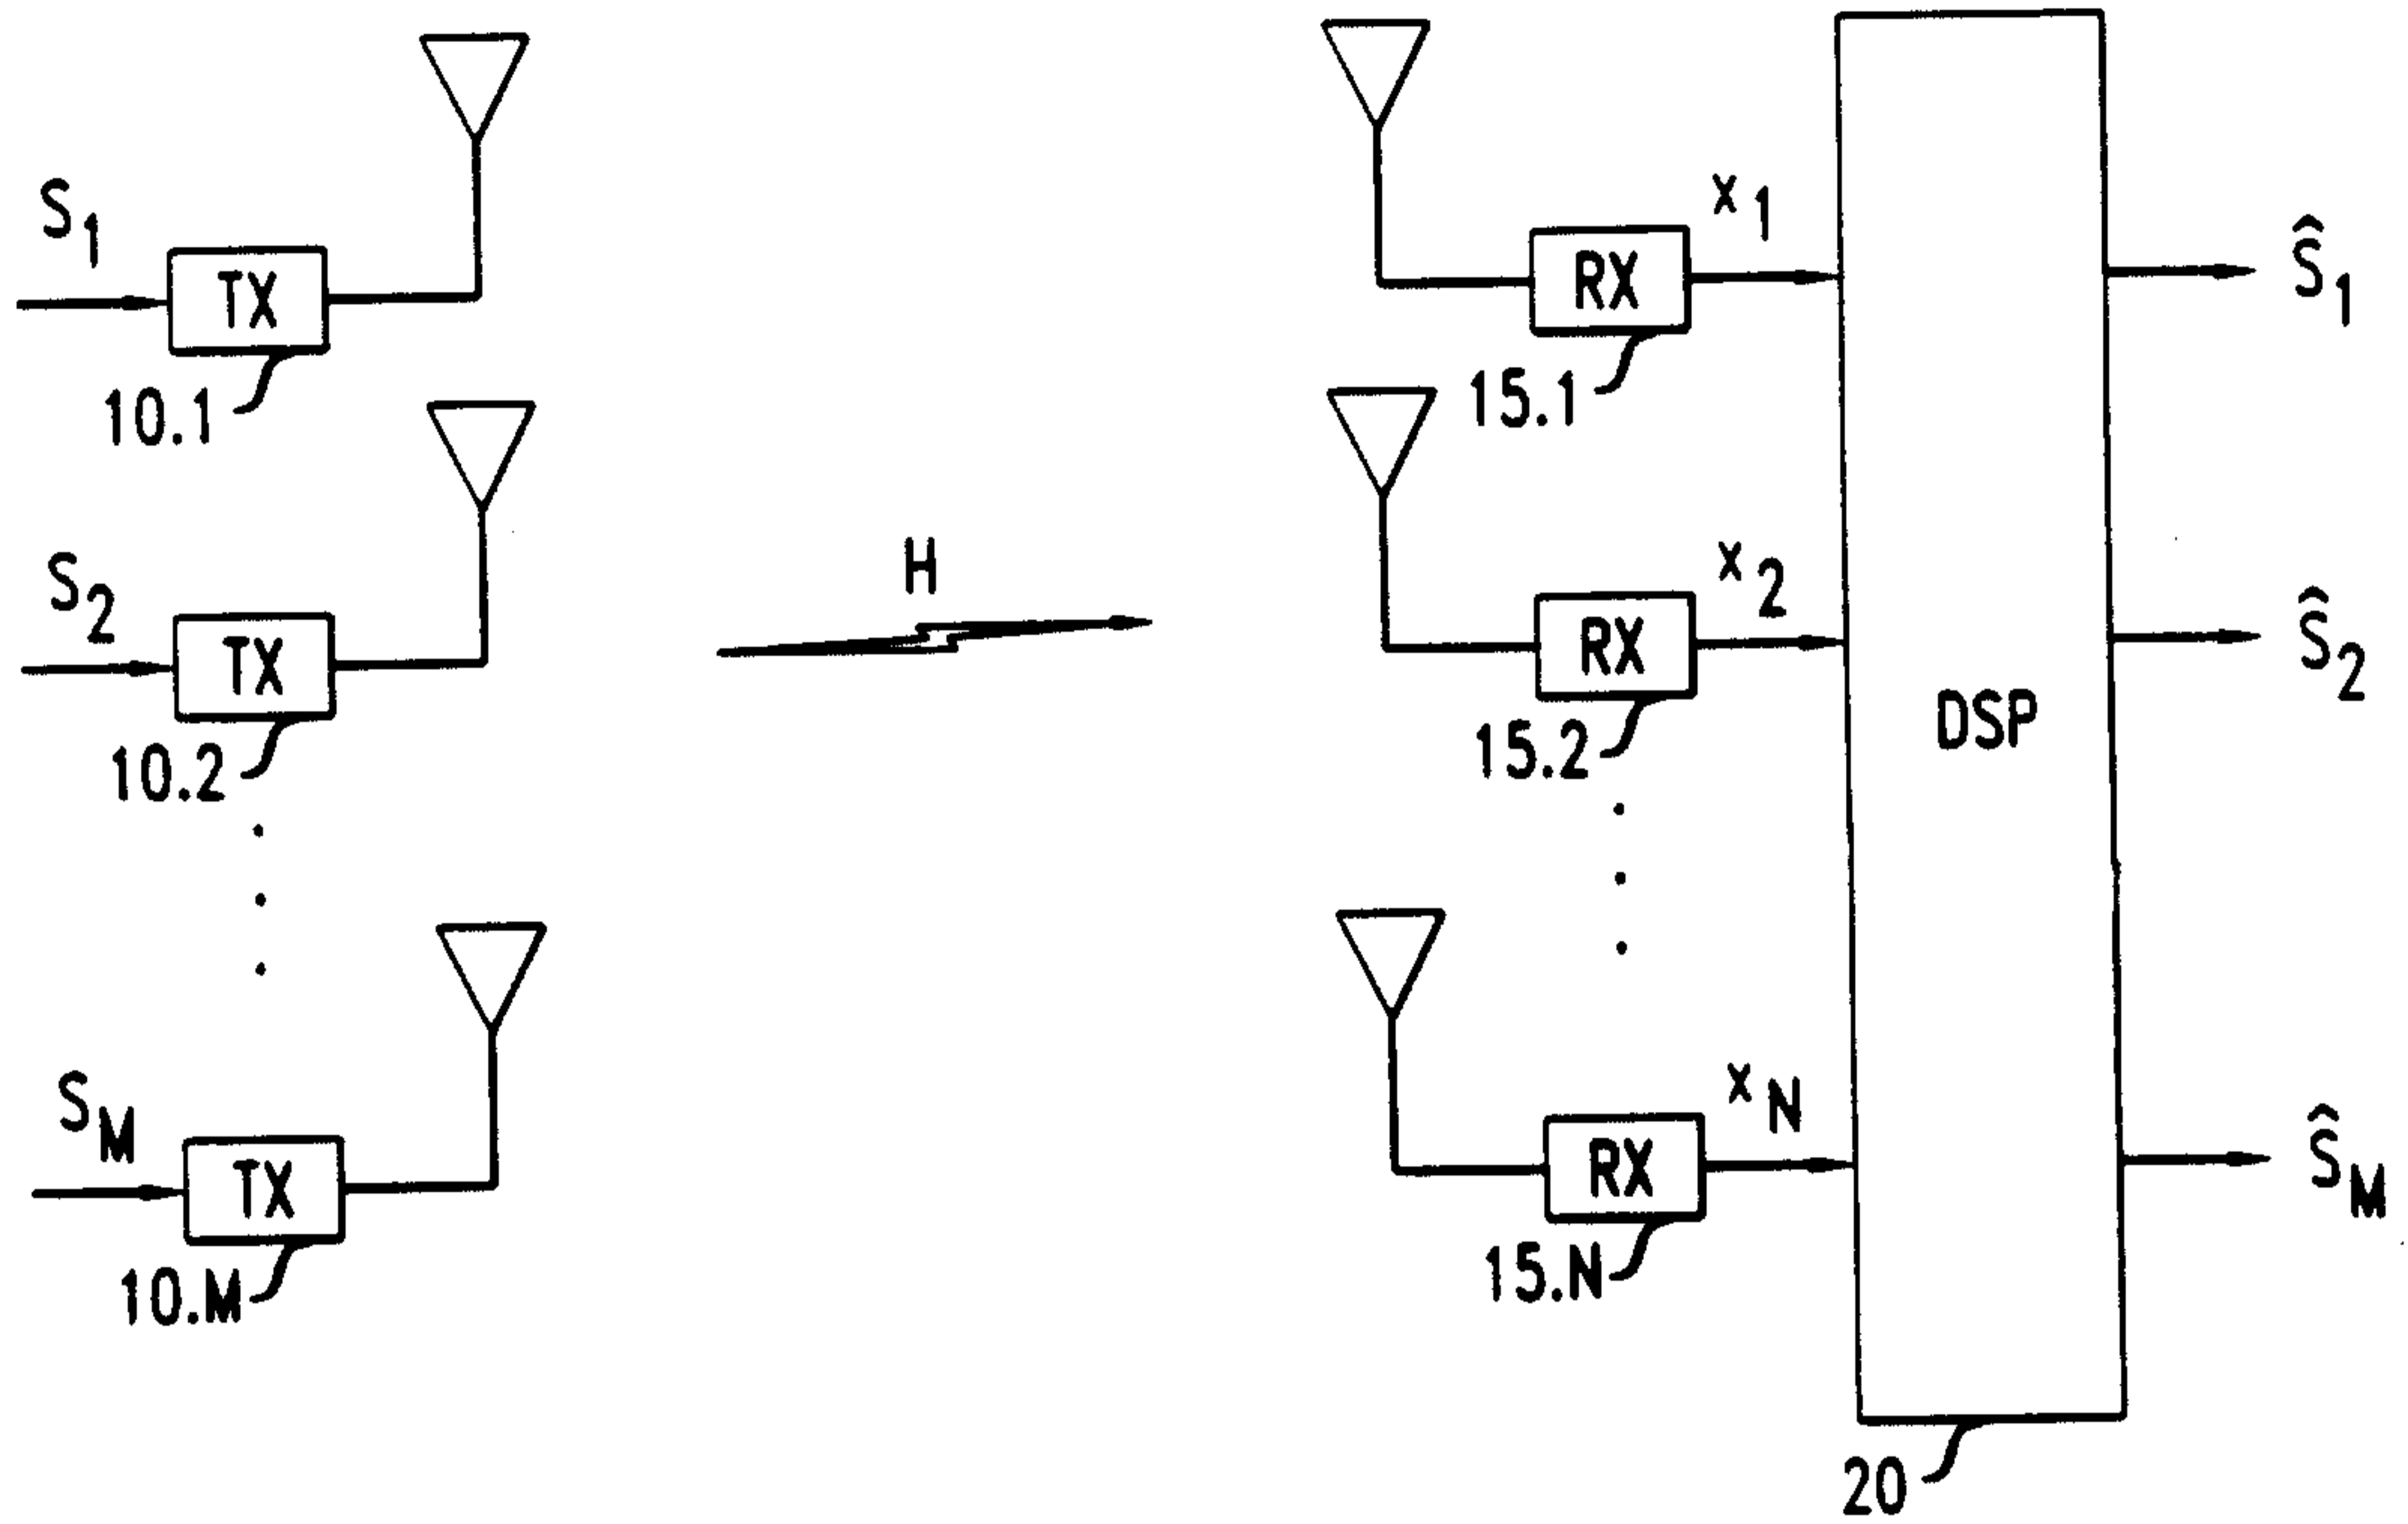 S1
TX
10.1
S2
TX
10.2
SM
TX
10.M
H
RX
x1
15.1
RX
x2
15.2
RX
xN
15.N
DSP
20
Ŝ1
Ŝ2
ŜM